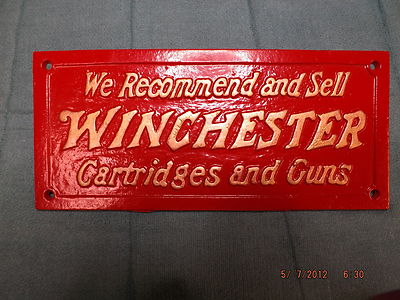 We Recommend and Sell
WINCHESTER
Cartridges and Guns
5/ 7/2012 6:30